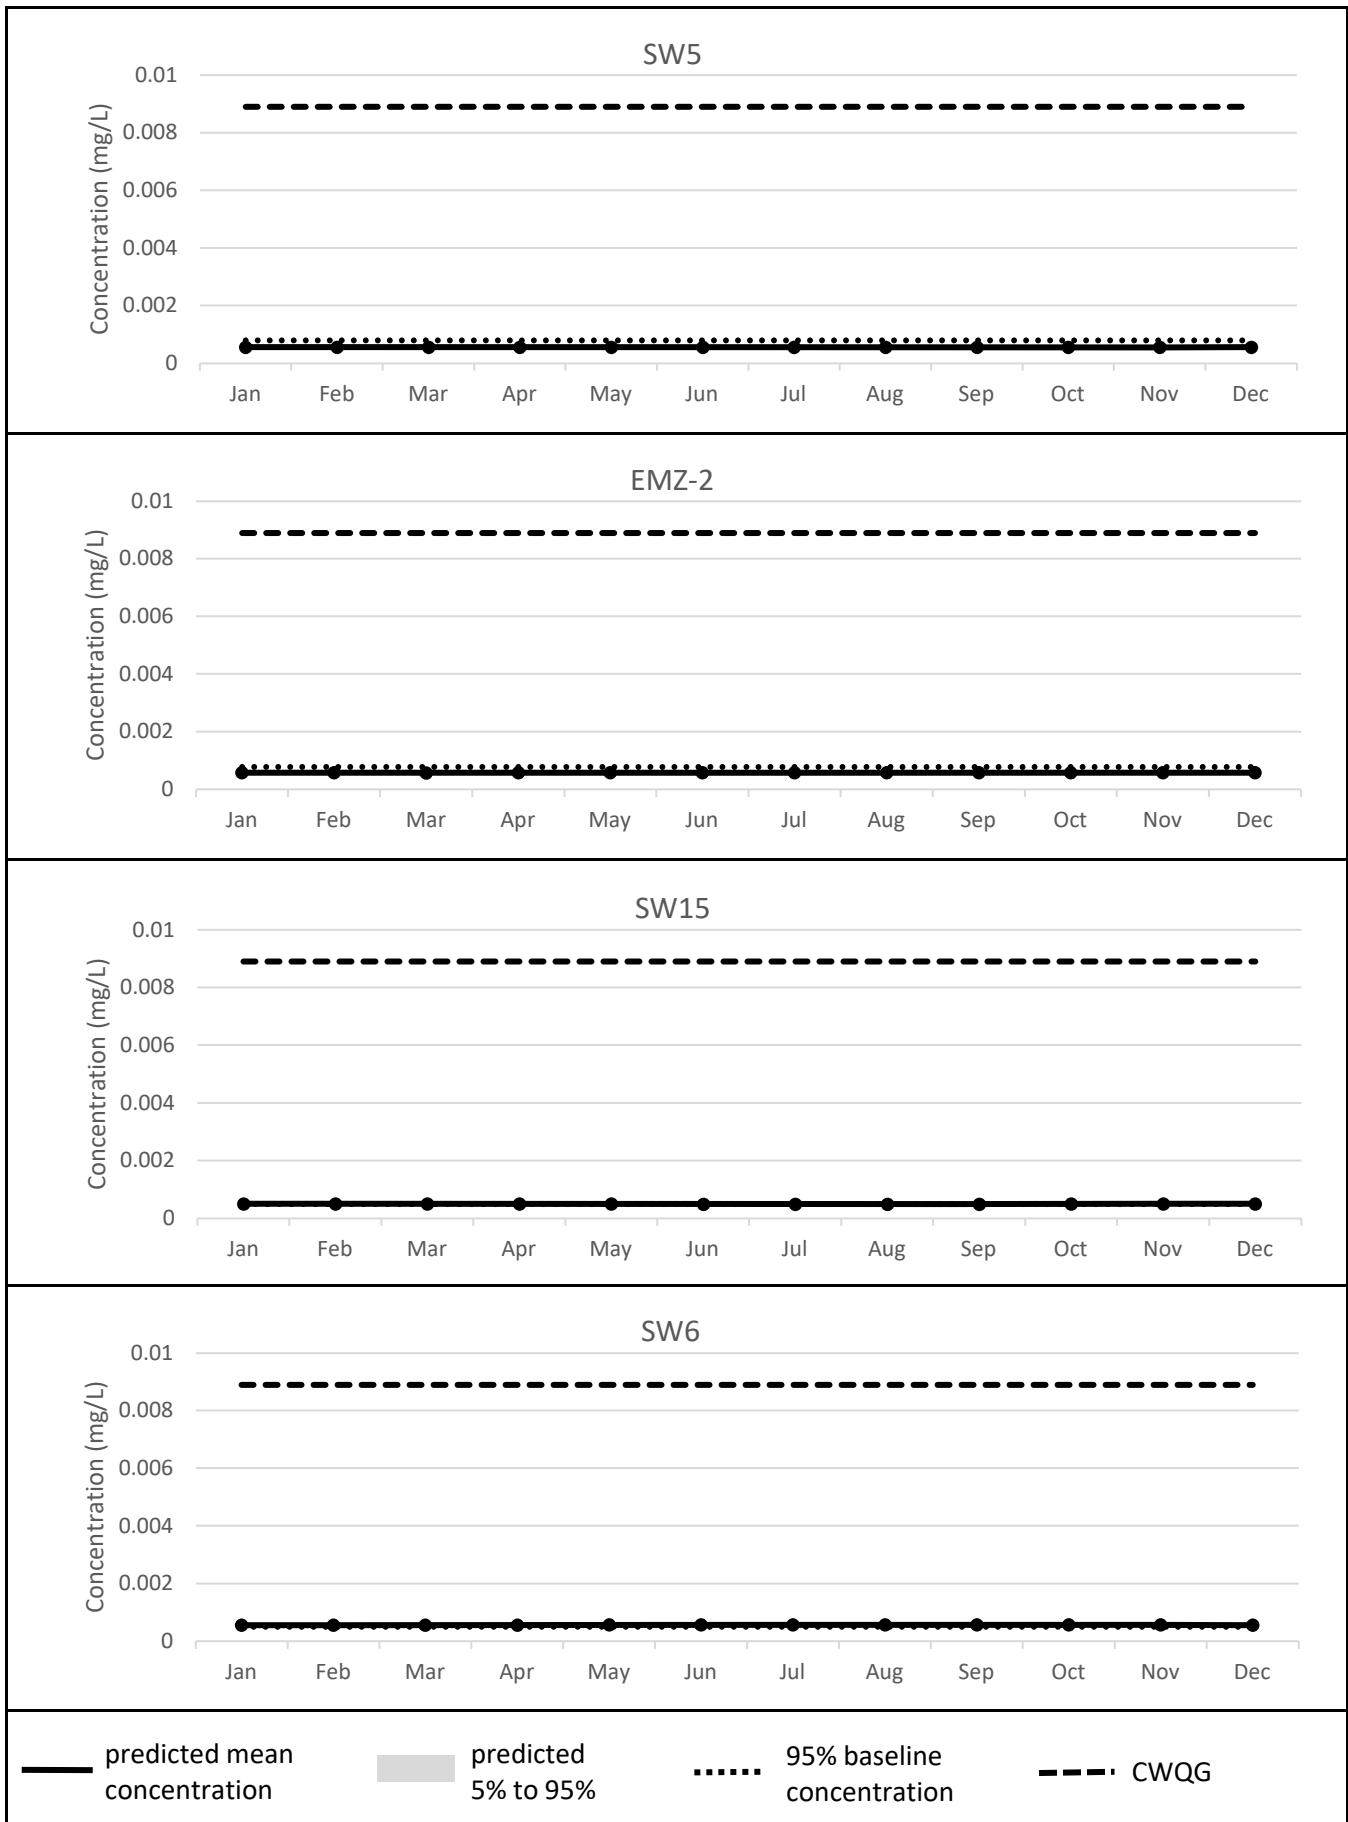 SW5
Concentration (mg/L)
0.01
0.008
0.006
0.004
0.002
0
Jan Feb Mar Apr May Jun Jul Aug Sep Oct Nov Dec
EMZ-2
Concentration (mg/L)
0.01
0.008
0.006
0.004
0.002
0
Jan Feb Mar Apr May Jun Jul Aug Sep Oct Nov Dec
SW15
Concentration (mg/L)
0.01
0.008
0.006
0.004
0.002
0
Jan Feb Mar Apr May Jun Jul Aug Sep Oct Nov Dec
SW6
Concentration (mg/L)
0.01
0.008
0.006
0.004
0.002
0
Jan Feb Mar Apr May Jun Jul Aug Sep Oct Nov Dec
predicted mean
concentration
predicted
5% to 95%
95% baseline
concentration
CWQG